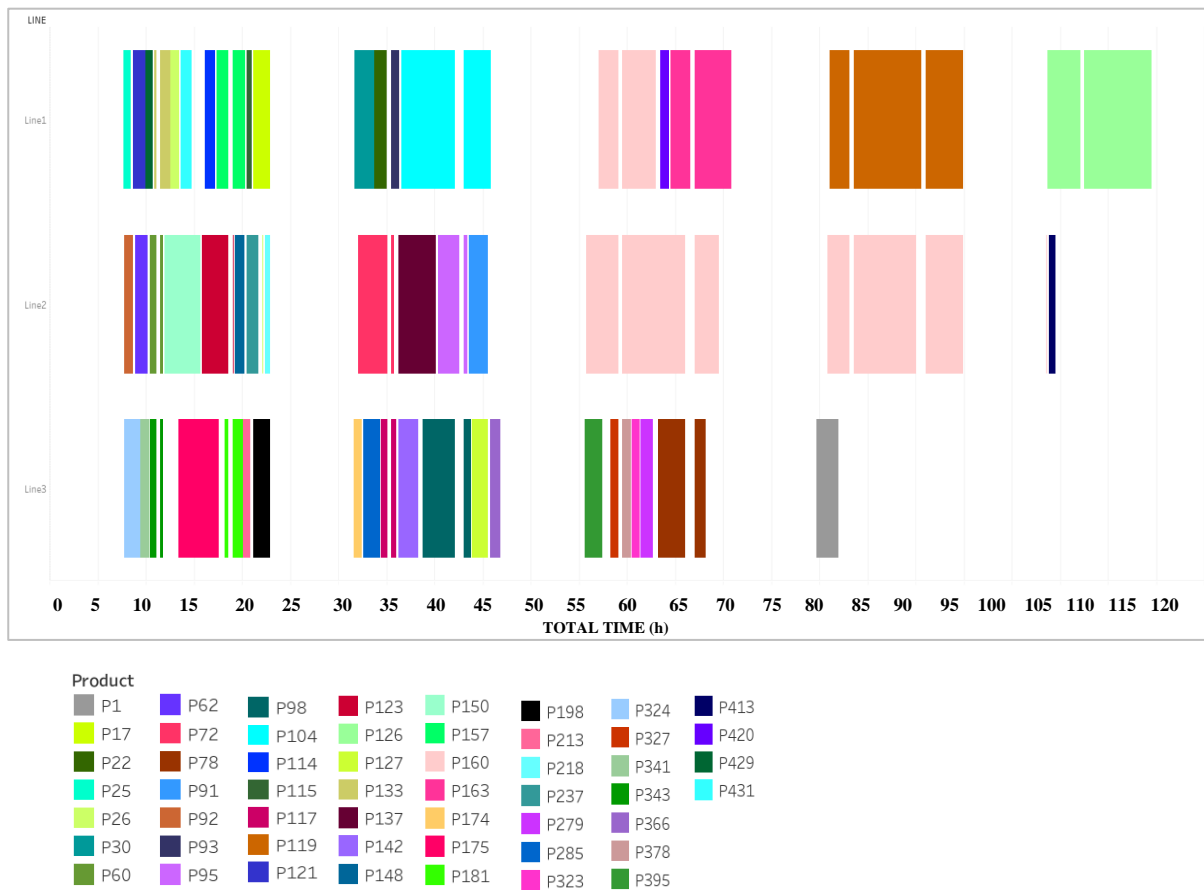 LINE
Line1
Line2
Line3
0 5 10 15 20 25 30 35 40 45 50 55 60 65 70 75 80 85 90 95 100 105 110 115 120
TOTAL TIME (h)
Product
P1 P62 P98 P123 P150 P198 P324 P413
P17 P72 P104 P126 P157 P213 P327 P420
P22 P78 P114 P127 P160 P218 P341 P429
P25 P91 P115 P133 P163 P237 P343 P431
P26 P92 P117 P137 P174 P279 P366
P30 P93 P119 P142 P175 P285 P378
P60 P95 P121 P148 P181 P323 P395